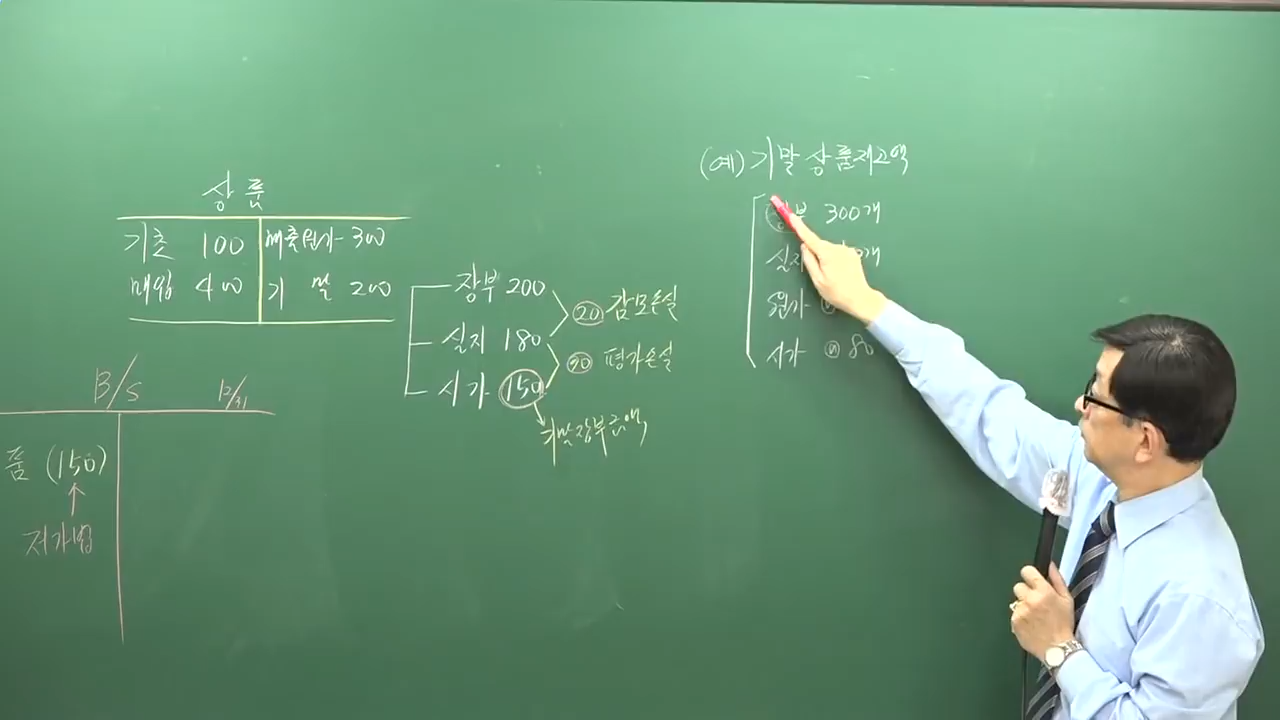 상품
기초 100 매출원가 300
매입 400 기말 200
B/S 12/31
품 (150)
저가법
장부 200
실지 180
시가 150
20 감모손실
30 평가손실
기말장부금액
(예) 기말상품재고액
부 300개
실지 개
원가 @
시가 @ 80